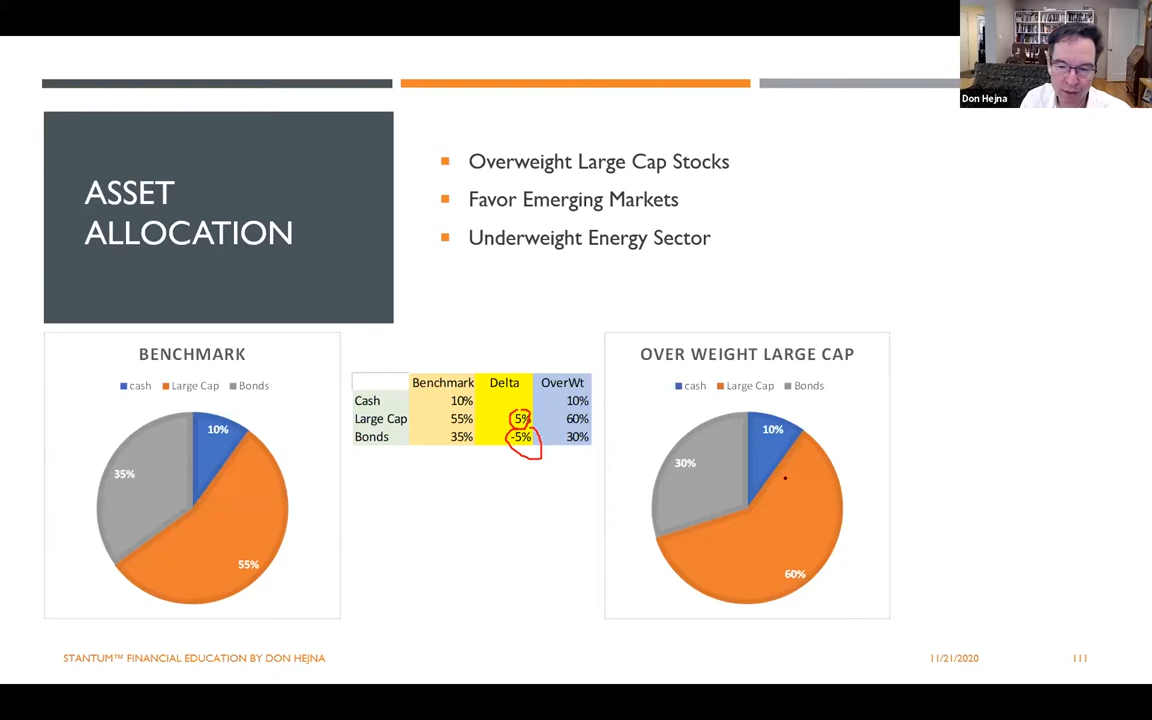 Don Hejna
ASSET
ALLOCATION
Overweight Large Cap Stocks
Favor Emerging Markets
Underweight Energy Sector
BENCHMARK
cash Large Cap Bonds
10%
35%
55%
Benchmark Delta OverWt
Cash 10% 10%
Large Cap 55% 5% 60%
Bonds 35% -5% 30%
OVER WEIGHT LARGE CAP
cash Large Cap Bonds
10%
30%
60%
STANTUM™ FINANCIAL EDUCATION BY DON HEJNA
11/21/2020
111